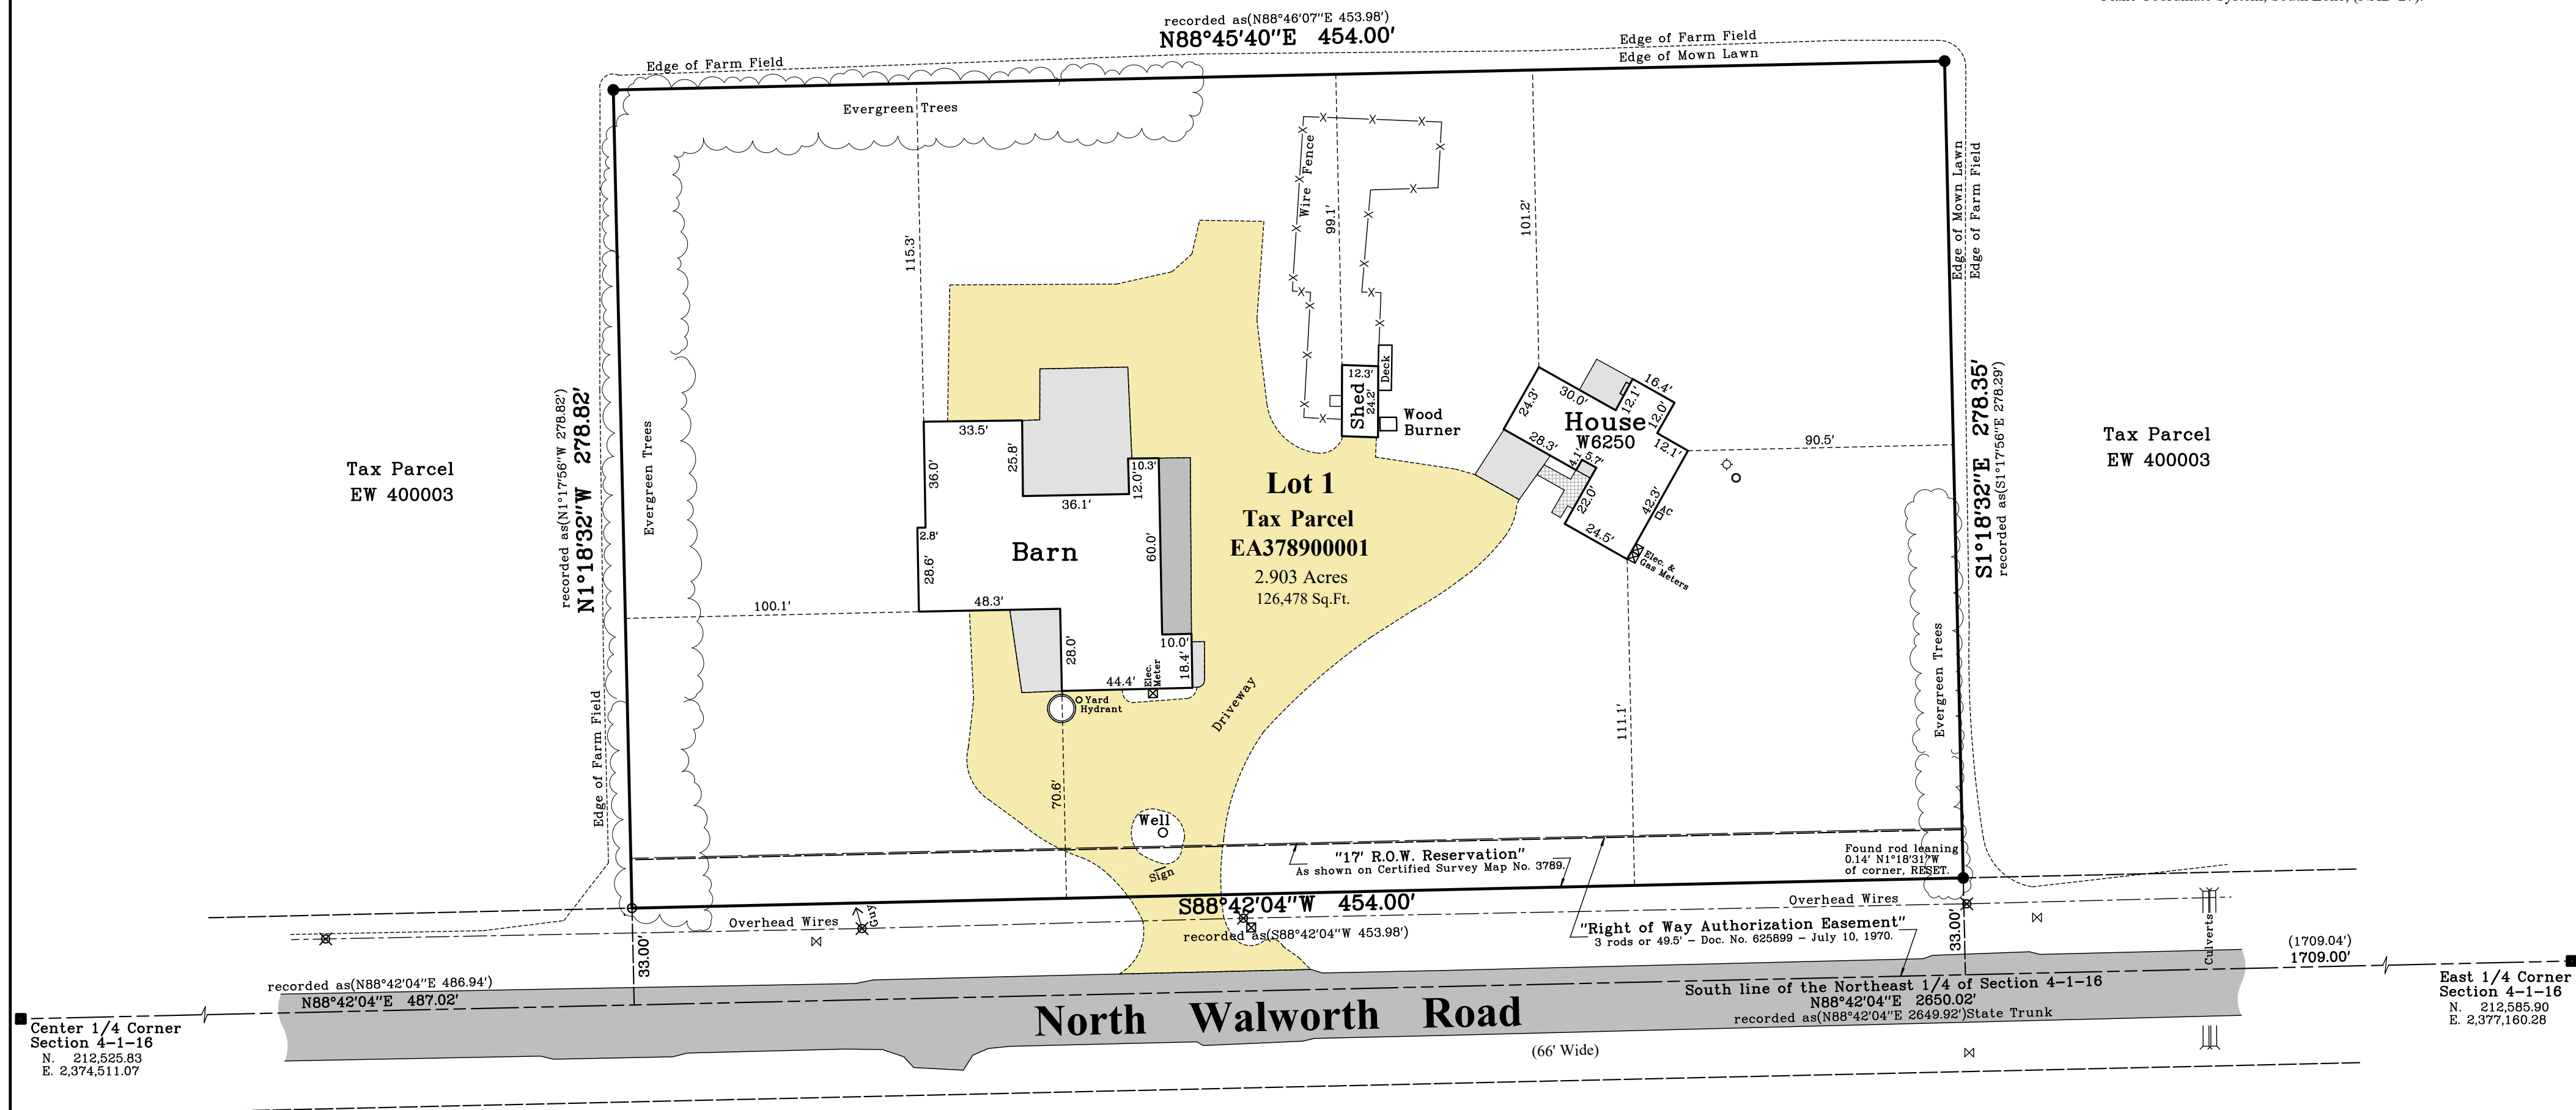 recorded as(N88°46'07"E 453.98')
N88°45'40"E 454.00'
Edge of Farm Field
Edge of Mown Lawn
Edge of Farm Field
Evergreen Trees
Wire Fence
115.3'
99.1'
101.2'
Edge of Mown Lawn
Edge of Farm Field
recorded as(N1°17'56"W 278.82')
N1°18'32"W 278.82'
S1°18'32"E 278.35'
recorded as(S1°17'56"E 278.29')
Tax Parcel
EW 400003
Tax Parcel
EW 400003
Evergreen Trees
33.5'
36.0'
25.8'
36.1'
10.3'
12.0'
2.8'
28.6'
Barn
60.0'
48.3'
100.1'
28.0'
10.0'
18.4'
44.4'
Elec.
Meter
Yard
Hydrant
70.6'
12.3'
Shed
24.2'
Deck
Wood
Burner
Lot 1
Tax Parcel
EA378900001
2.903 Acres
126,478 Sq.Ft.
Driveway
16.4'
30.0'
12.1'
12.0'
24.3'
House
W6250
12.1'
28.3'
4.1'
5.7'
22.0'
42.3'
AC
24.5'
Elec. &
Gas Meters
90.5'
111.1'
Evergreen Trees
Edge of Farm Field
Well
Sign
"17' R.O.W. Reservation"
As shown on Certified Survey Map No. 3789.
Found rod leaning
0.14' N1°18'31"W
of corner, RESET.
S88°42'04"W 454.00'
recorded as(S88°42'04"W 453.98')
Overhead Wires
Guy
Overhead Wires
"Right of Way Authorization Easement"
3 rods or 49.5' – Doc. No. 625899 – July 10, 1970.
33.00'
33.00'
Culverts
(1709.04')
1709.00'
recorded as(N88°42'04"E 486.94')
N88°42'04"E 487.02'
South line of the Northeast 1/4 of Section 4-1-16
N88°42'04"E 2650.02'
recorded as(N88°42'04"E 2649.92')State Trunk
North Walworth Road
(66' Wide)
Center 1/4 Corner
Section 4-1-16
N. 212,525.83
E. 2,374,511.07
East 1/4 Corner
Section 4-1-16
N. 212,585.90
E. 2,377,160.28